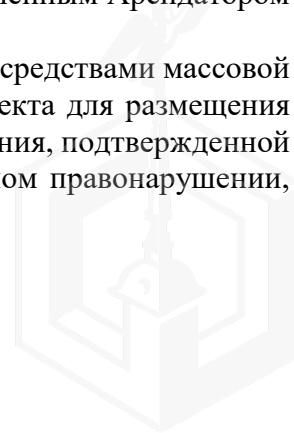 Арендатором
средствами массовой
екта для размещения
ния, подтвержденной
ом правонарушении,